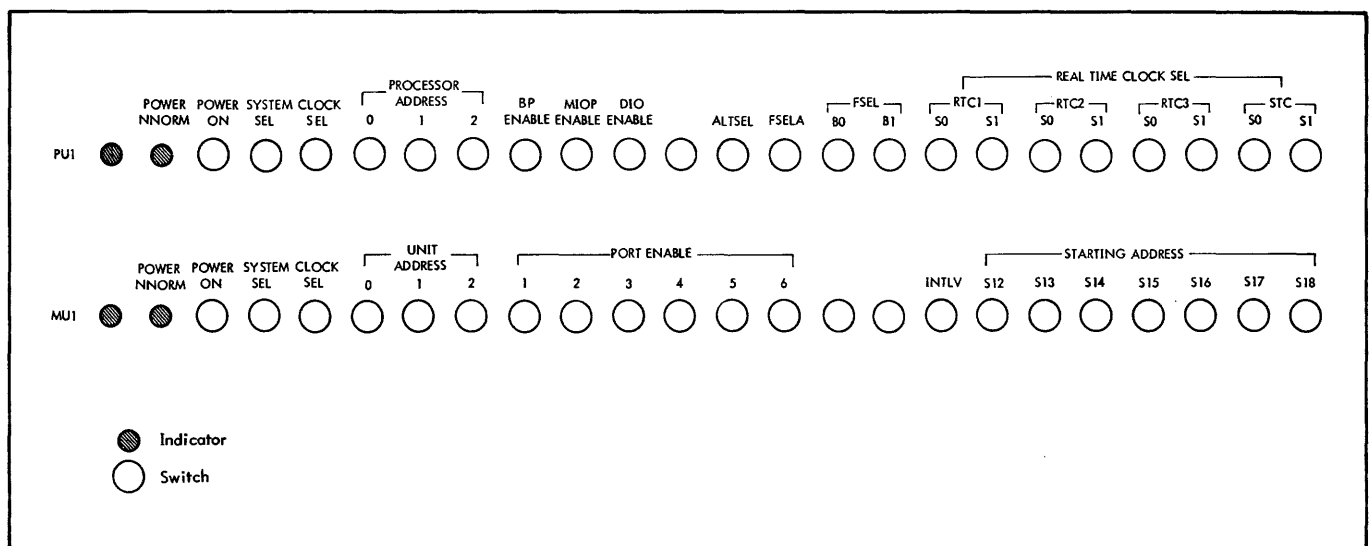 REAL TIME CLOCK SEL
PROCESSOR ADDRESS
POWER NNORM POWER ON SYSTEM SEL CLOCK SEL 0 1 2 BP ENABLE MIOP ENABLE DIO ENABLE ALTSEL FSELA FSEL B0 B1 RTC1 S0 S1 RTC2 S0 S1 RTC3 S0 S1 STC S0 S1
PU1
UNIT ADDRESS PORT ENABLE STARTING ADDRESS
POWER NNORM POWER ON SYSTEM SEL CLOCK SEL 0 1 2 1 2 3 4 5 6 INTLV S12 S13 S14 S15 S16 S17 S18
MU1
Indicator
Switch